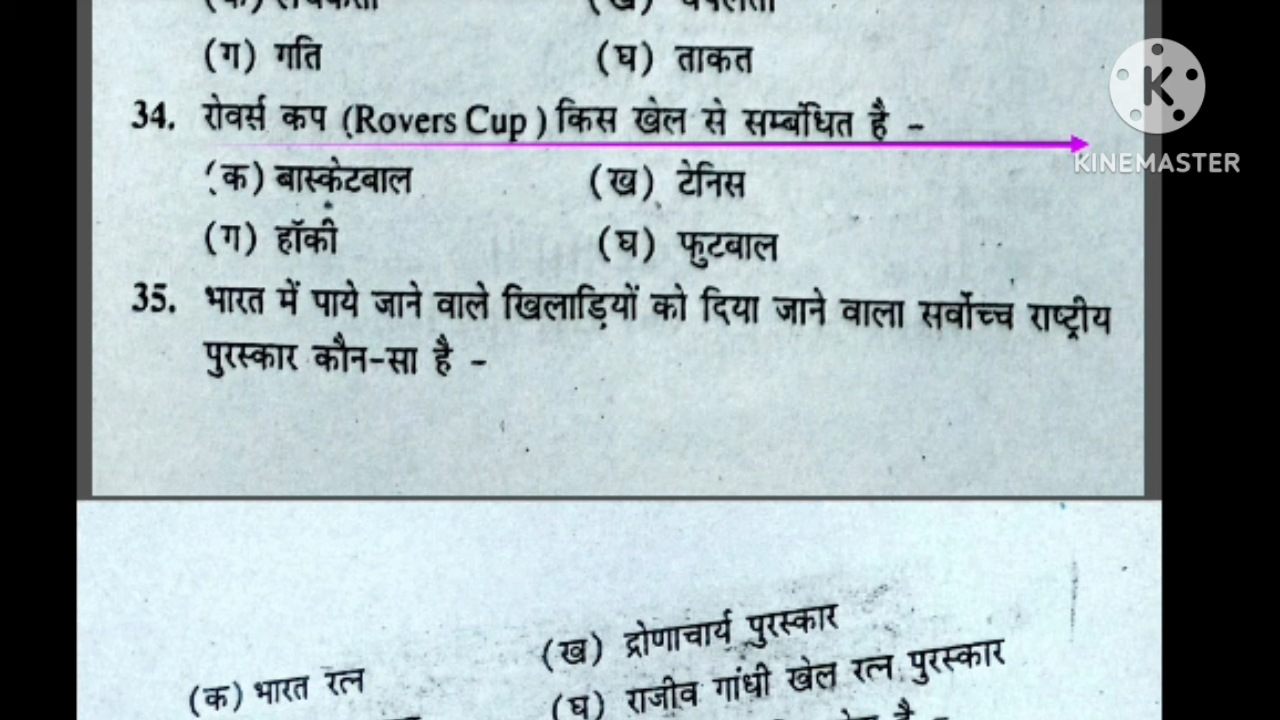 (ग) गति (घ) ताकत
34. रोवर्स कप (Rovers Cup ) किस खेल से सम्बंधित है -
(क) बास्केटबाल (ख) टेनिस
(ग) हॉकी (घ) फुटबाल
35. भारत में पाये जाने वाले खिलाड़ियों को दिया जाने वाला सर्वोच्च राष्ट्रीय
पुरस्कार कौन-सा है -
(क) भारत रत्न (ख) द्रोणाचार्य पुरस्कार
(घ) राजीव गांधी खेल रत्न पुरस्कार
K
KINEMASTER